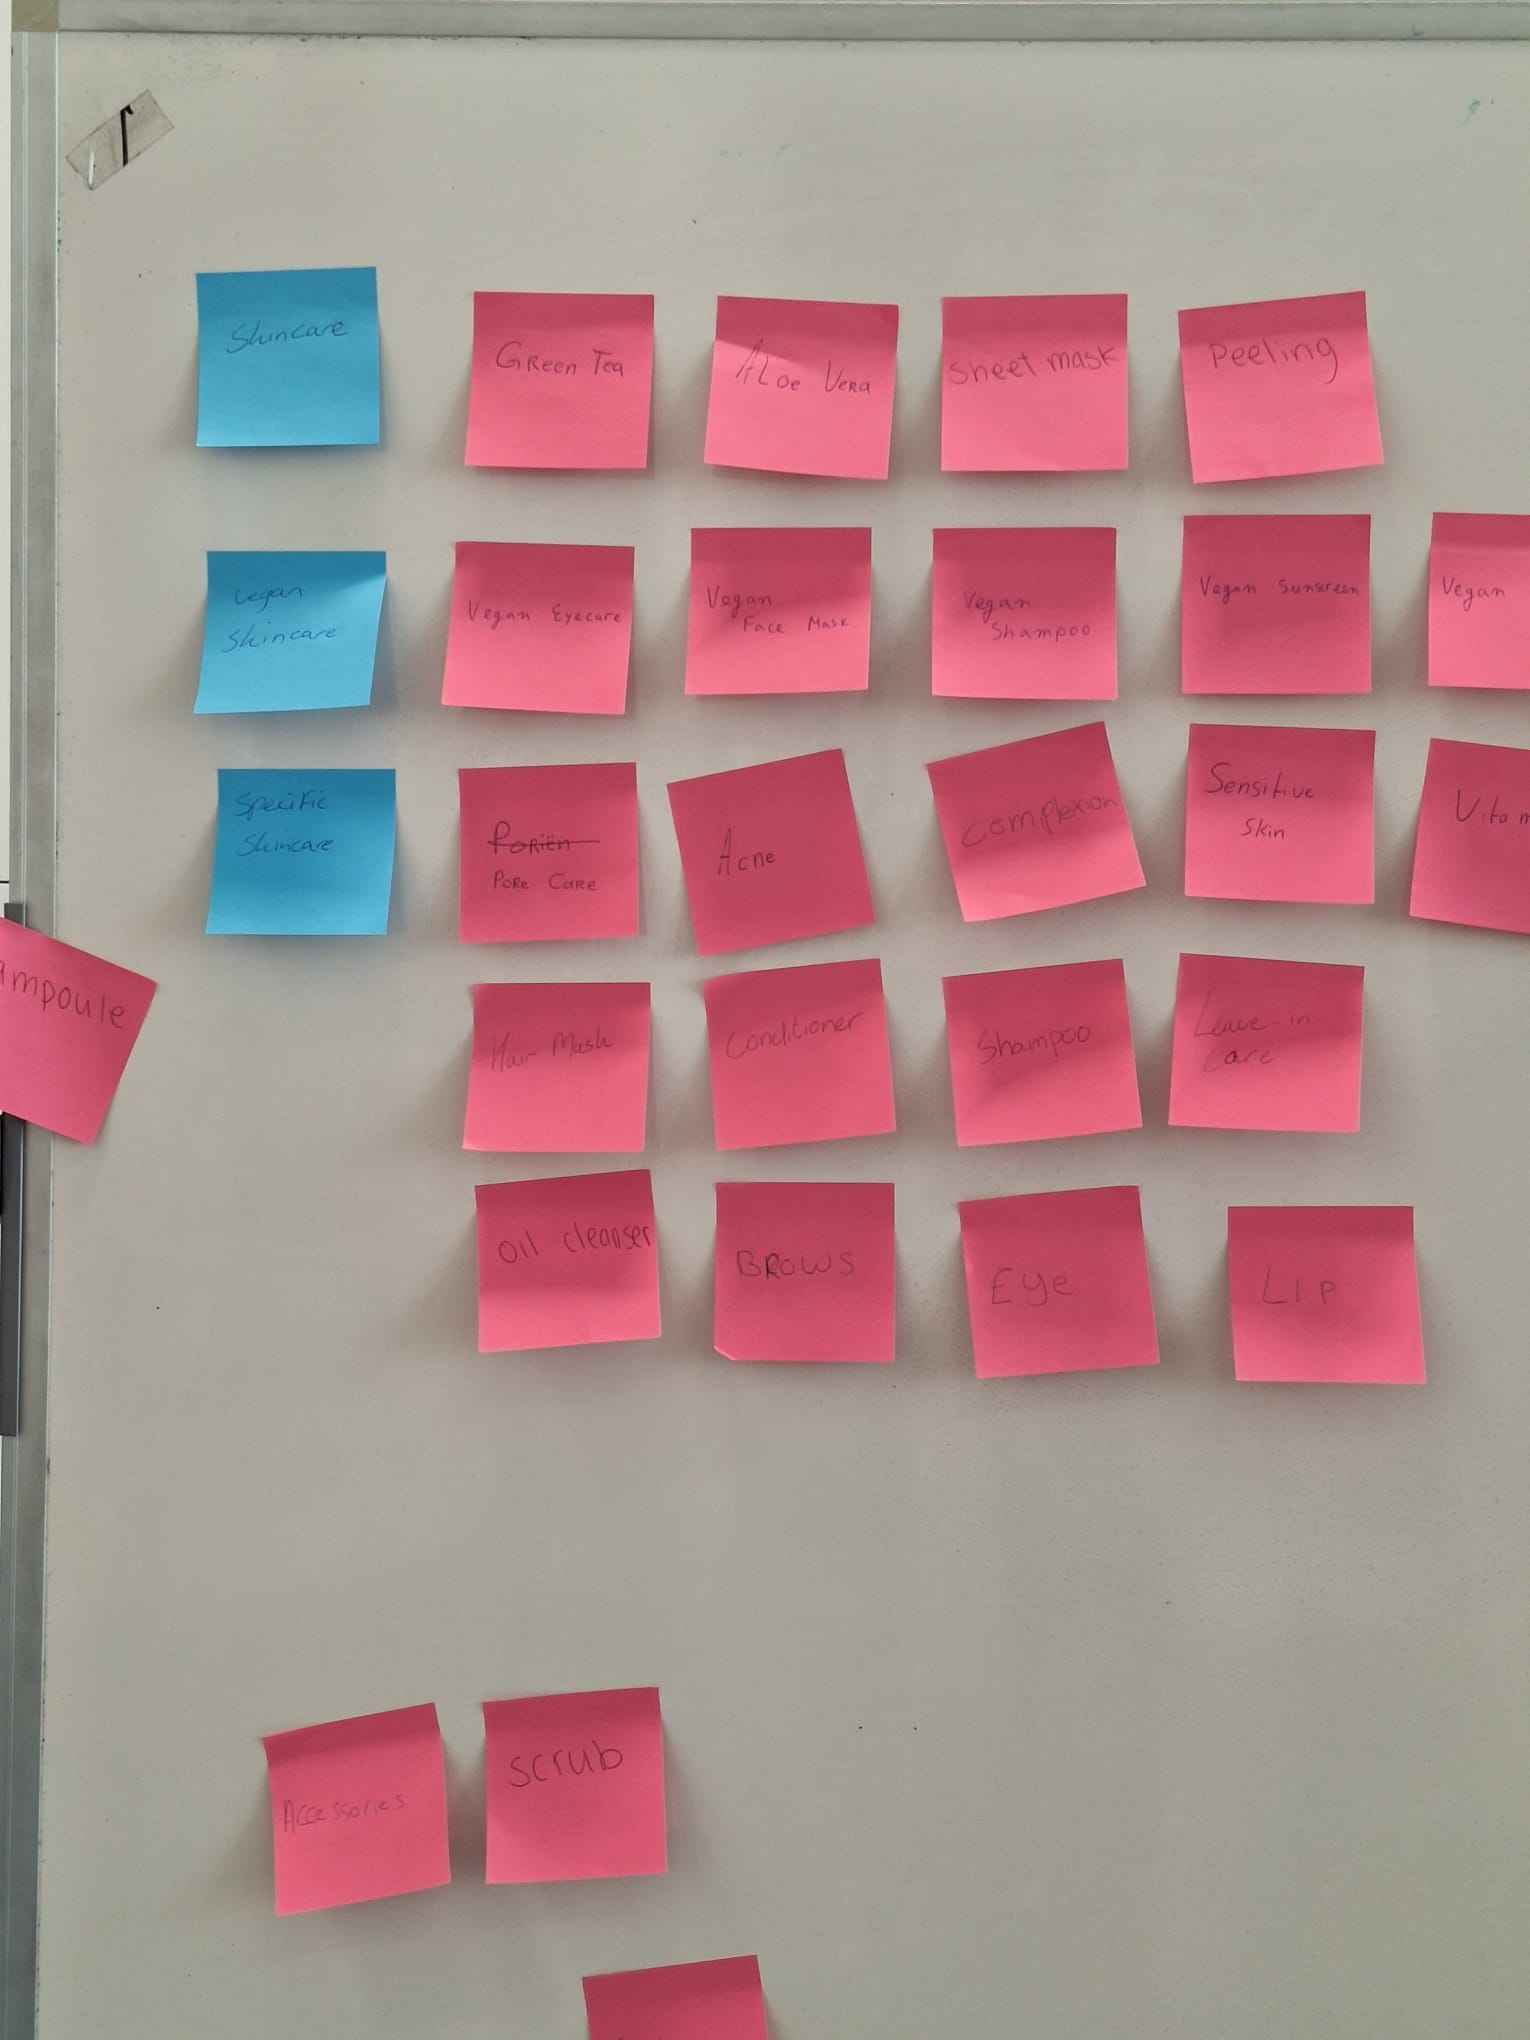 Skincare
Green Tea
Aloe Vera
sheet mask
Peeling
Vegan
Skincare
Vegan Eyecare
Vegan
Face Mask
Vegan
Shampoo
Vegan Sunscreen
Vegan
Specific
Skincare
Poriën
Pore Care
Acne
Complexion
Sensitive
Skin
Vitam
ampoule
Hair Mask
Conditioner
Shampoo
Leave-in
Care
oil cleanser
BROWS
Eye
Lip
Accessories
scrub